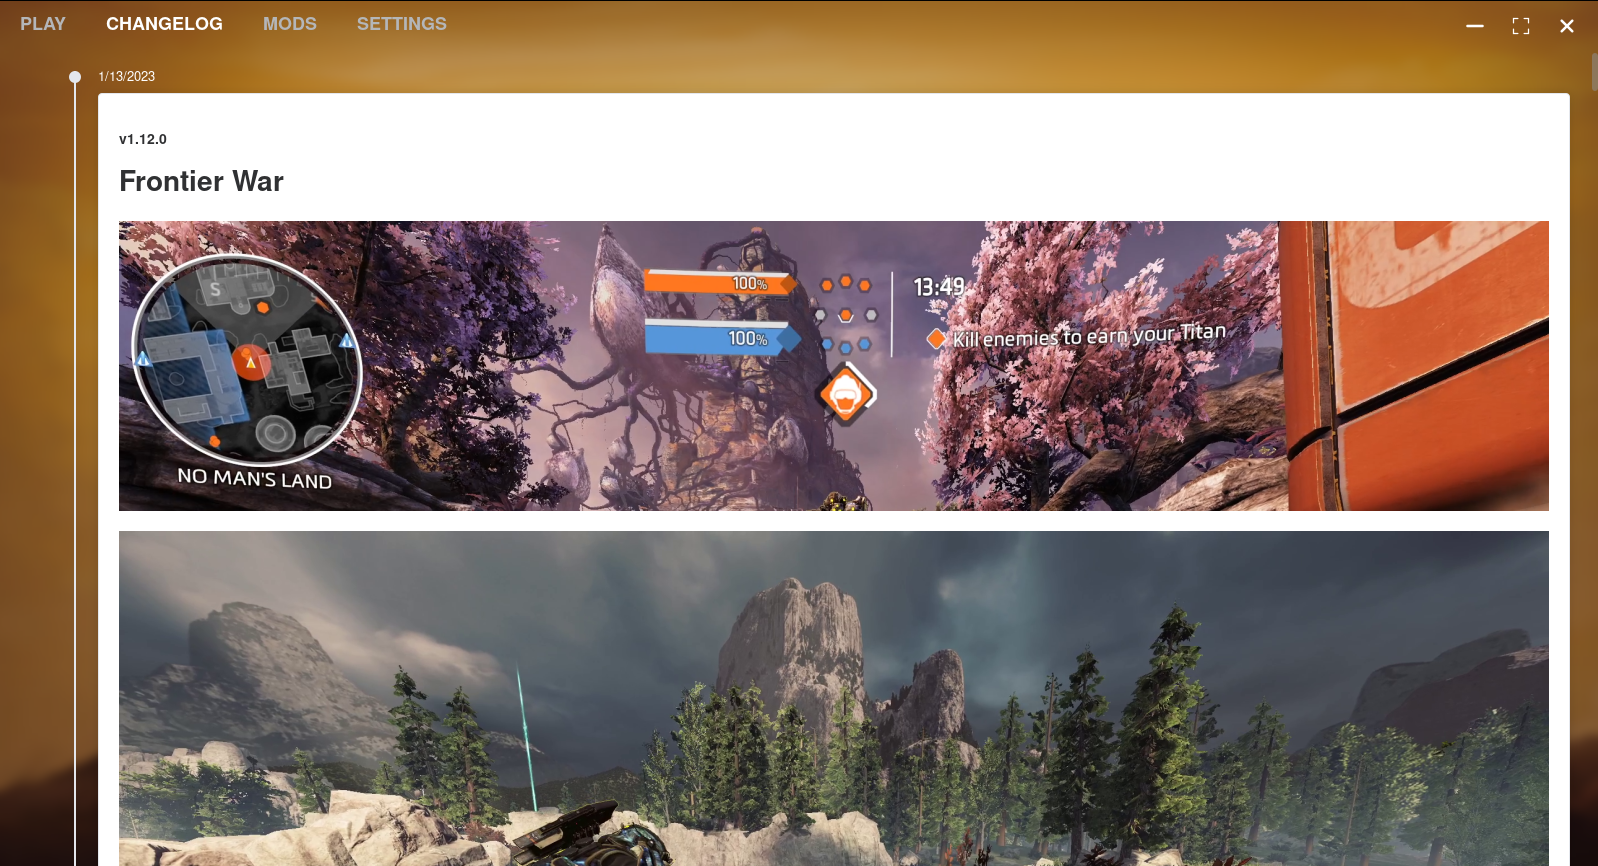 PLAY CHANGELOG MODS SETTINGS
1/13/2023
v1.12.0
Frontier War
S
100%
13:49
100%
Kill enemies to earn your Titan
NO MAN'S LAND